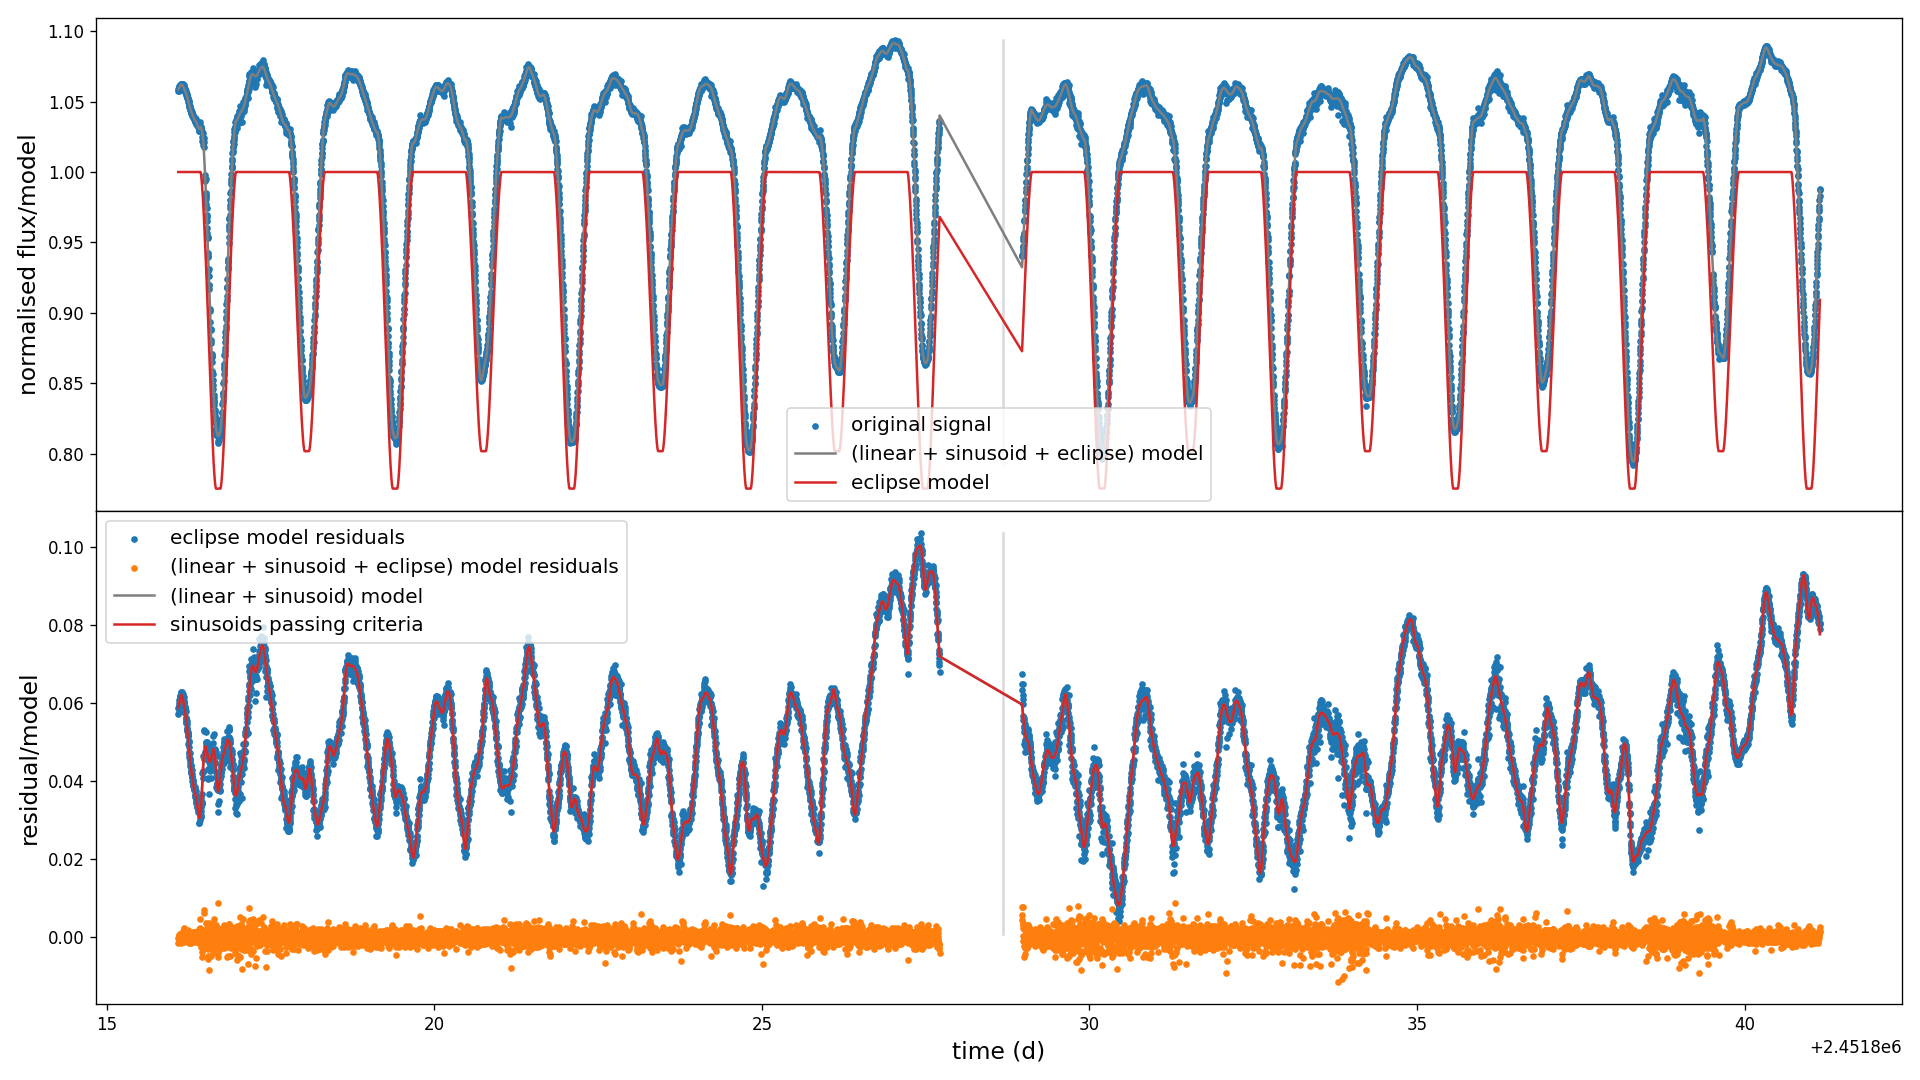 1.10
1.05
1.00
0.95
0.90
0.85
0.80
normalised flux/model
original signal
(linear + sinusoid + eclipse) model
eclipse model
eclipse model residuals
(linear + sinusoid + eclipse) model residuals
(linear + sinusoid) model
sinusoids passing criteria
0.10
0.08
0.06
0.04
0.02
0.00
residual/model
15
20
25
30
35
40
time (d)
+2.4518e6